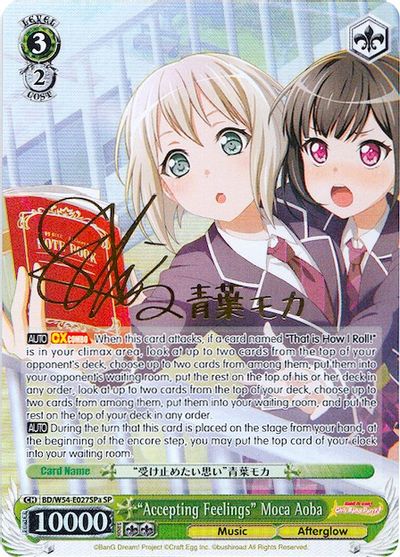 LEVEL
3
2
COST
NOTE BOOK
青葉モカ
AUTO CXCOMBO When this card attacks, if a card named "That is How I Roll!"
is in your climax area, look at up to two cards from the top of your
opponent's deck, choose up to two cards from among them, put them into
your opponent's waiting room, put the rest on the top of his or her deck in
any order, look at up to two cards from the top of your deck, choose up
to two cards from among them, put them into your waiting room, and put
the rest on the top of your deck in any order.
AUTO During the turn that this card is placed on the stage from your hand, at
the beginning of the encore step, you may put the top card of your clock into
your waiting room.
Card Name
“受け止めたい思い”青葉モカ
CH BD/W54-E027SPa SP
"Accepting Feelings" Moca Aoba
POWER
10000
SOUL
Music
Afterglow
©BanG Dream! Project ©Craft Egg Inc. ©bushiroad All Rights Reserved.